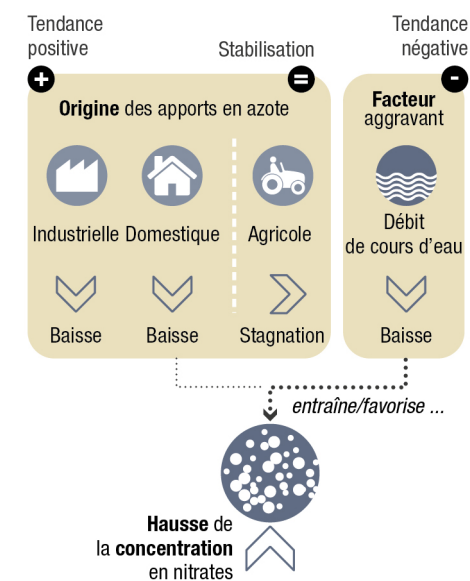 Tendance
positive
Stabilisation
Tendance
négative
+
=
-
Origine des apports en azote
Industrielle
Domestique
Agricole
Baisse
Baisse
Stagnation
Facteur
aggravant
Débit
de cours d'eau
Baisse
entraîne/favorise ...
Hausse de
la concentration
en nitrates